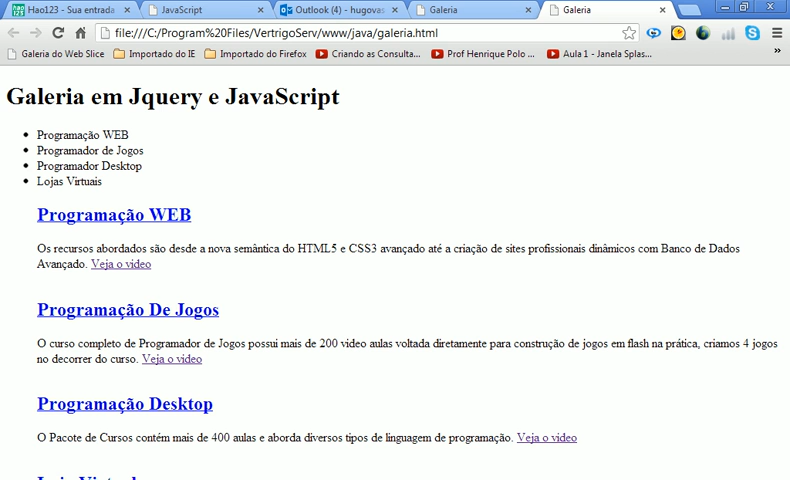 Hao123 - Sua entrada
JavaScript
Outlook (4) - hugovas
Galeria
Galeria
file:///C:/Program%20Files/VertrigoServ/www/java/galeria.html
Galeria do Web Slice
Importado do IE
Importado do Firefox
Criando as Consulta...
Prof Henrique Polo ...
Aula 1 - Janela Splas...
Galeria em Jquery e JavaScript
Programação WEB
Programador de Jogos
Programador Desktop
Lojas Virtuais
Programação WEB
Os recursos abordados são desde a nova semântica do HTML5 e CSS3 avançado até a criação de sites profissionais dinâmicos com Banco de Dados
Avançado. Veja o video
Programação De Jogos
O curso completo de Programador de Jogos possui mais de 200 video aulas voltada diretamente para construção de jogos em flash na prática, criamos 4 jogos
no decorrer do curso. Veja o video
Programação Desktop
O Pacote de Cursos contém mais de 400 aulas e aborda diversos tipos de linguagem de programação. Veja o video